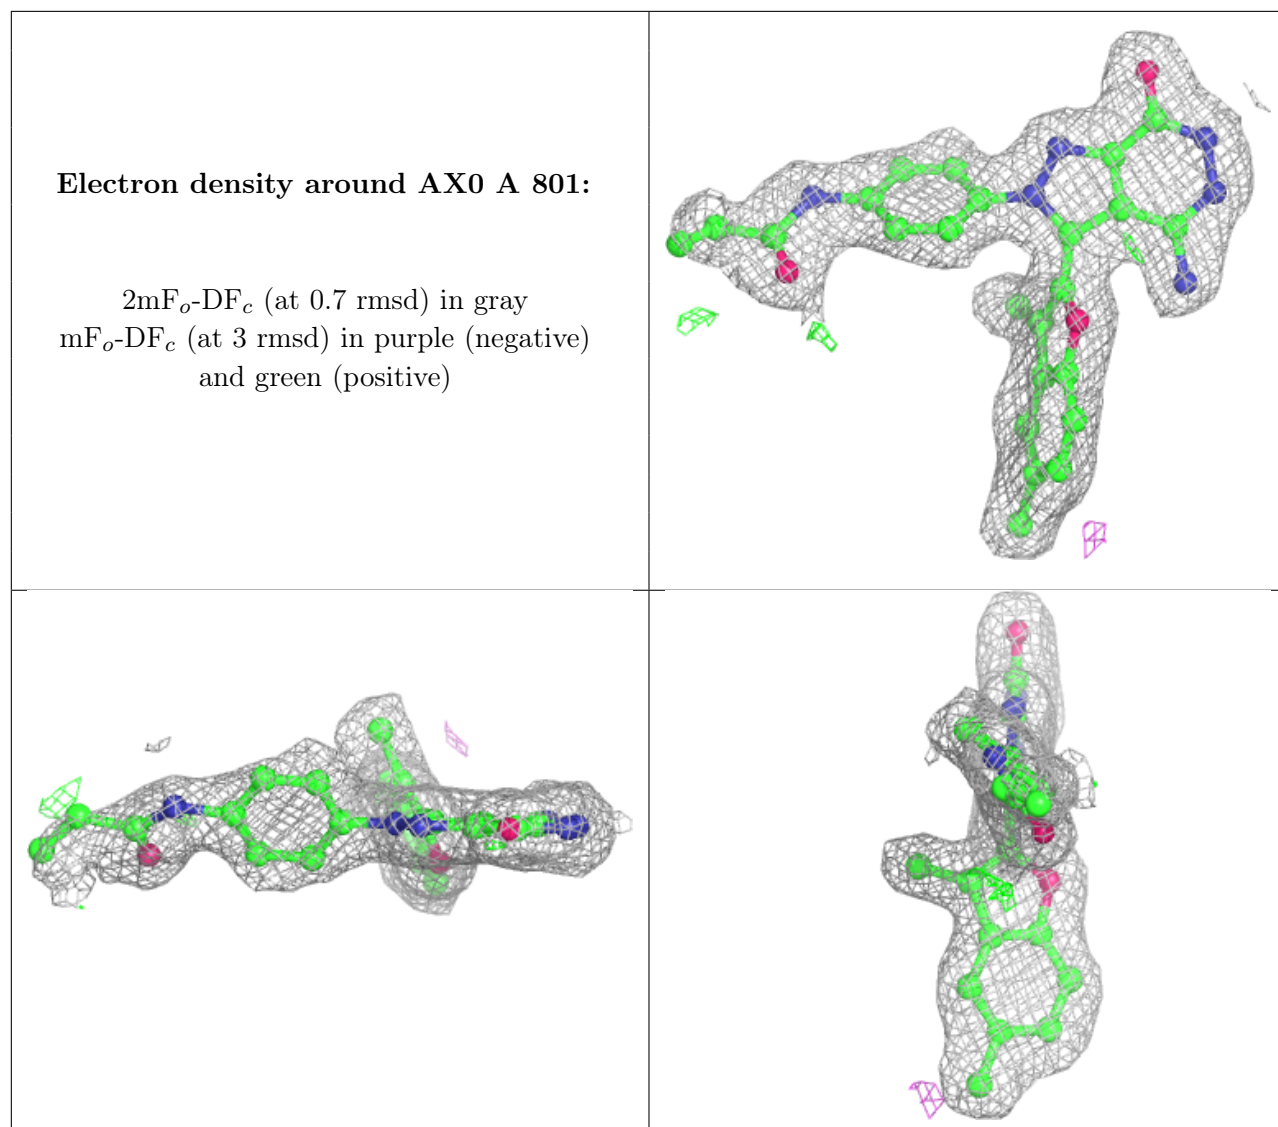 Electron density around AX0 A 801:
2mFo-DFc (at 0.7 rmsd) in gray
mFo-DFc (at 3 rmsd) in purple (negative)
and green (positive)